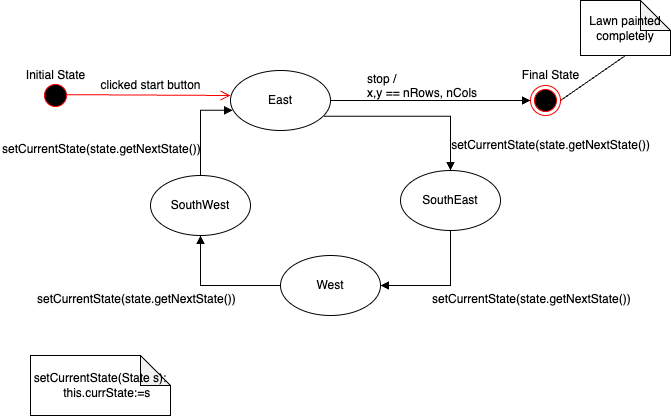 Lawn painted
completely
Initial State
Final State
clicked start button
stop /
x,y == nRows, nCols
East
setCurrentState(state.getNextState())
setCurrentState(state.getNextState())
SouthWest
SouthEast
West
setCurrentState(state.getNextState())
setCurrentState(state.getNextState())
setCurrentState(State s):
this.currState:=s